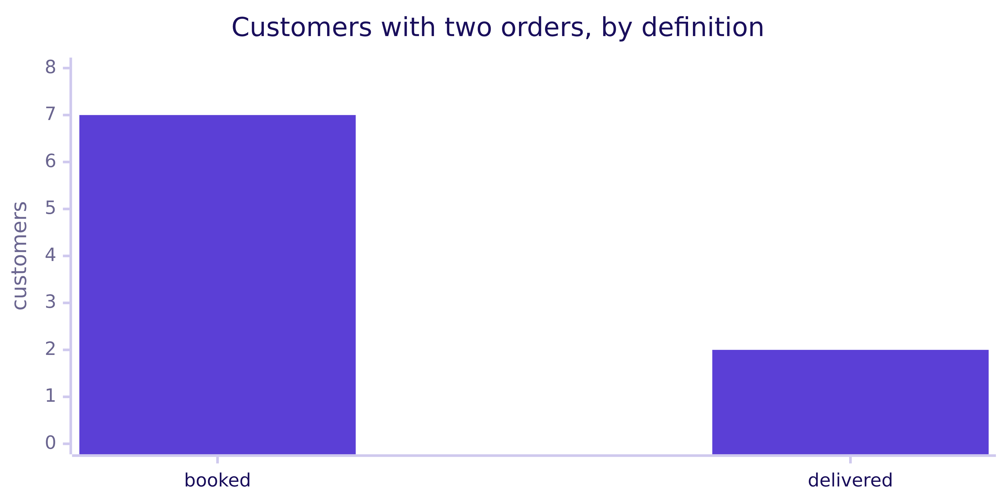 Customers with two orders, by definition
customers
8
7
6
5
4
3
2
1
0
booked
delivered